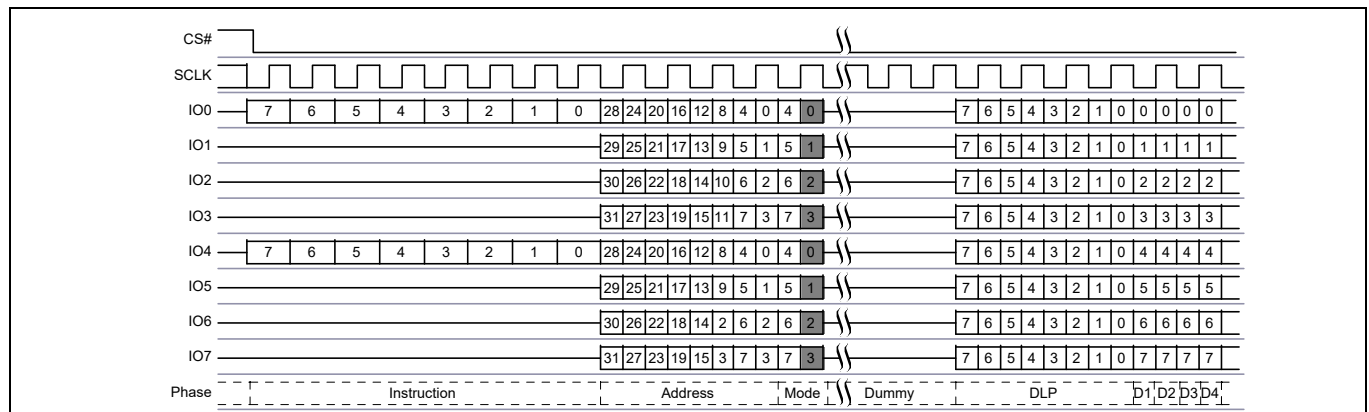 CS#
SCLK
IO0 7 6 5 4 3 2 1 0 28 24 20 16 12 8 4 0 4 0 7 6 5 4 3 2 1 0 0 0 0 0
IO1 29 25 21 17 13 9 5 1 5 1 7 6 5 4 3 2 1 0 1 1 1 1
IO2 30 26 22 18 14 10 6 2 6 2 7 6 5 4 3 2 1 0 2 2 2 2
IO3 31 27 23 19 15 11 7 3 7 3 7 6 5 4 3 2 1 0 3 3 3 3
IO4 7 6 5 4 3 2 1 0 28 24 20 16 12 8 4 0 4 0 7 6 5 4 3 2 1 0 4 4 4 4
IO5 29 25 21 17 13 9 5 1 5 1 7 6 5 4 3 2 1 0 5 5 5 5
IO6 30 26 22 18 14 2 6 2 6 2 7 6 5 4 3 2 1 0 6 6 6 6
IO7 31 27 23 19 15 3 7 3 7 3 7 6 5 4 3 2 1 0 7 7 7 7
Phase Instruction Address Mode Dummy DLP D1 D2 D3 D4